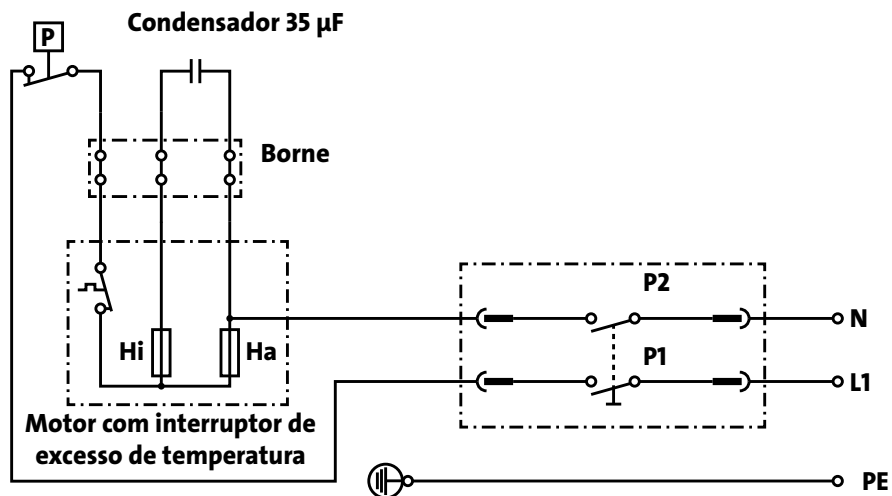 Condensador 35 µF
P
Borne
P2
N
Hi
Ha
P1
L1
Motor com interruptor de
excesso de temperatura
PE